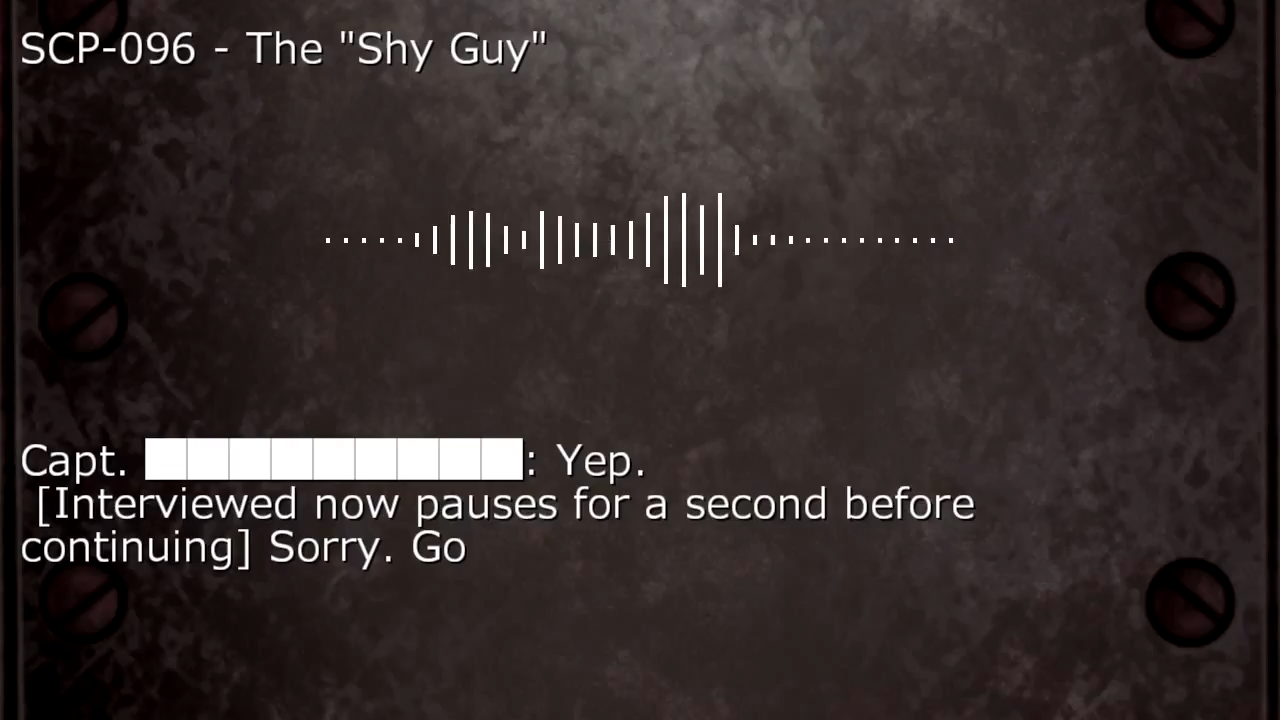 SCP-096 - The "Shy Guy"
Capt. █████████: Yep.
[Interviewed now pauses for a second before
continuing] Sorry. Go